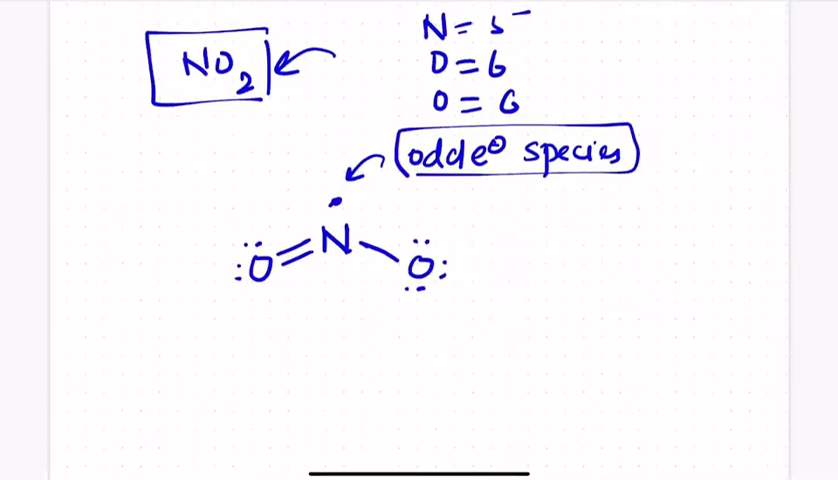 NO2
N = 5
O = 6
O = 6
odd e⊖ species
:Ö=N-Ö: